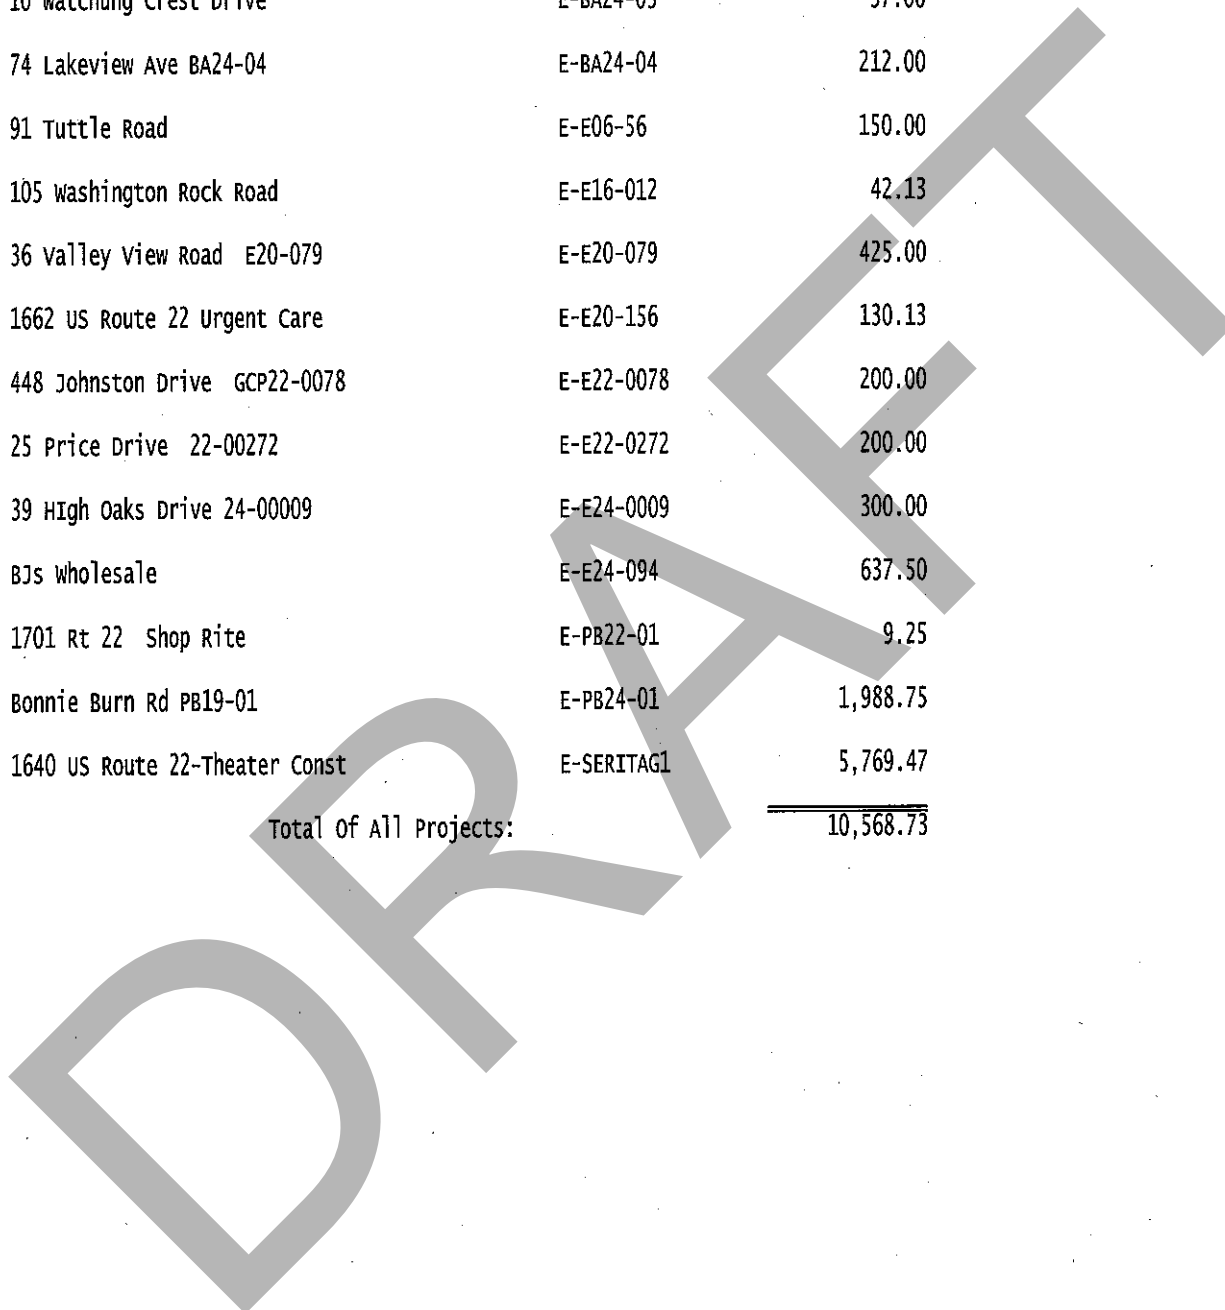 Watchung Crest Drive
74 Lakeview Ave BA24-04 E-BA24-04 212.00
91 Tuttle Road E-E06-56 150.00
105 Washington Rock Road E-E16-012 42.13
36 Valley View Road E20-079 E-E20-079 425.00
1662 US Route 22 Urgent Care E-E20-156 130.13
448 Johnston Drive GCP22-0078 E-E22-0078 200.00
25 Price Drive 22-00272 E-E22-0272 200.00
39 HIgh Oaks Drive 24-00009 E-E24-0009 300.00
BJs Wholesale E-E24-094 637.50
1701 Rt 22 Shop Rite E-PB22-01 9.25
Bonnie Burn Rd PB19-01 E-PB24-01 1,988.75
1640 US Route 22-Theater Const E-SERITAG1 5,769.47
Total Of All Projects: 10,568.73
DRAFT